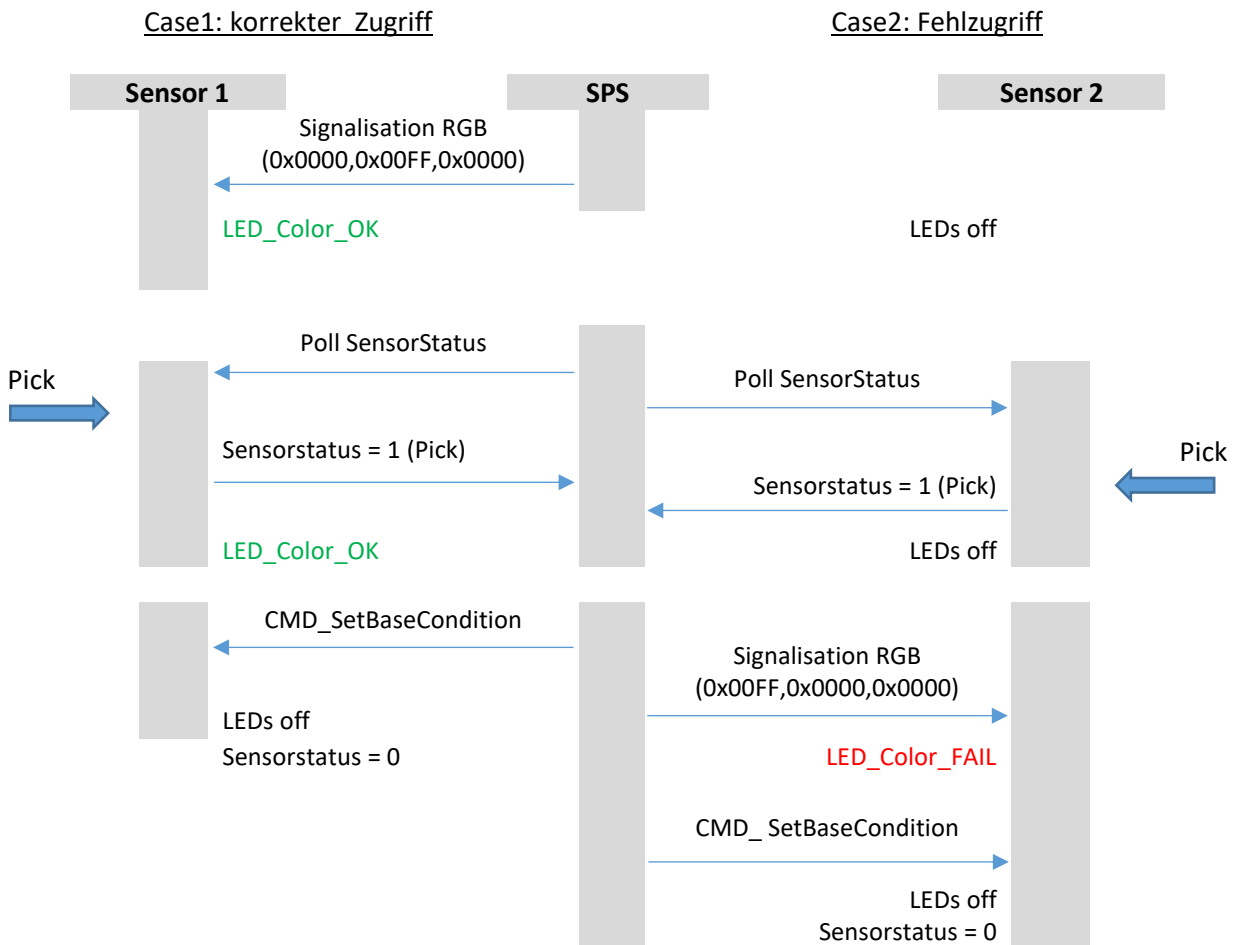 Case1: korrekter Zugriff
Case2: Fehlzugriff
Sensor 1
SPS
Sensor 2
Signalisation RGB
(0x0000,0x00FF,0x0000)
LED_Color_OK
LEDs off
Poll SensorStatus
Pick
Poll SensorStatus
Sensorstatus = 1 (Pick)
Pick
Sensorstatus = 1 (Pick)
LED_Color_OK
LEDs off
CMD_SetBaseCondition
Signalisation RGB
(0x00FF,0x0000,0x0000)
LEDs off
Sensorstatus = 0
LED_Color_FAIL
CMD_ SetBaseCondition
LEDs off
Sensorstatus = 0